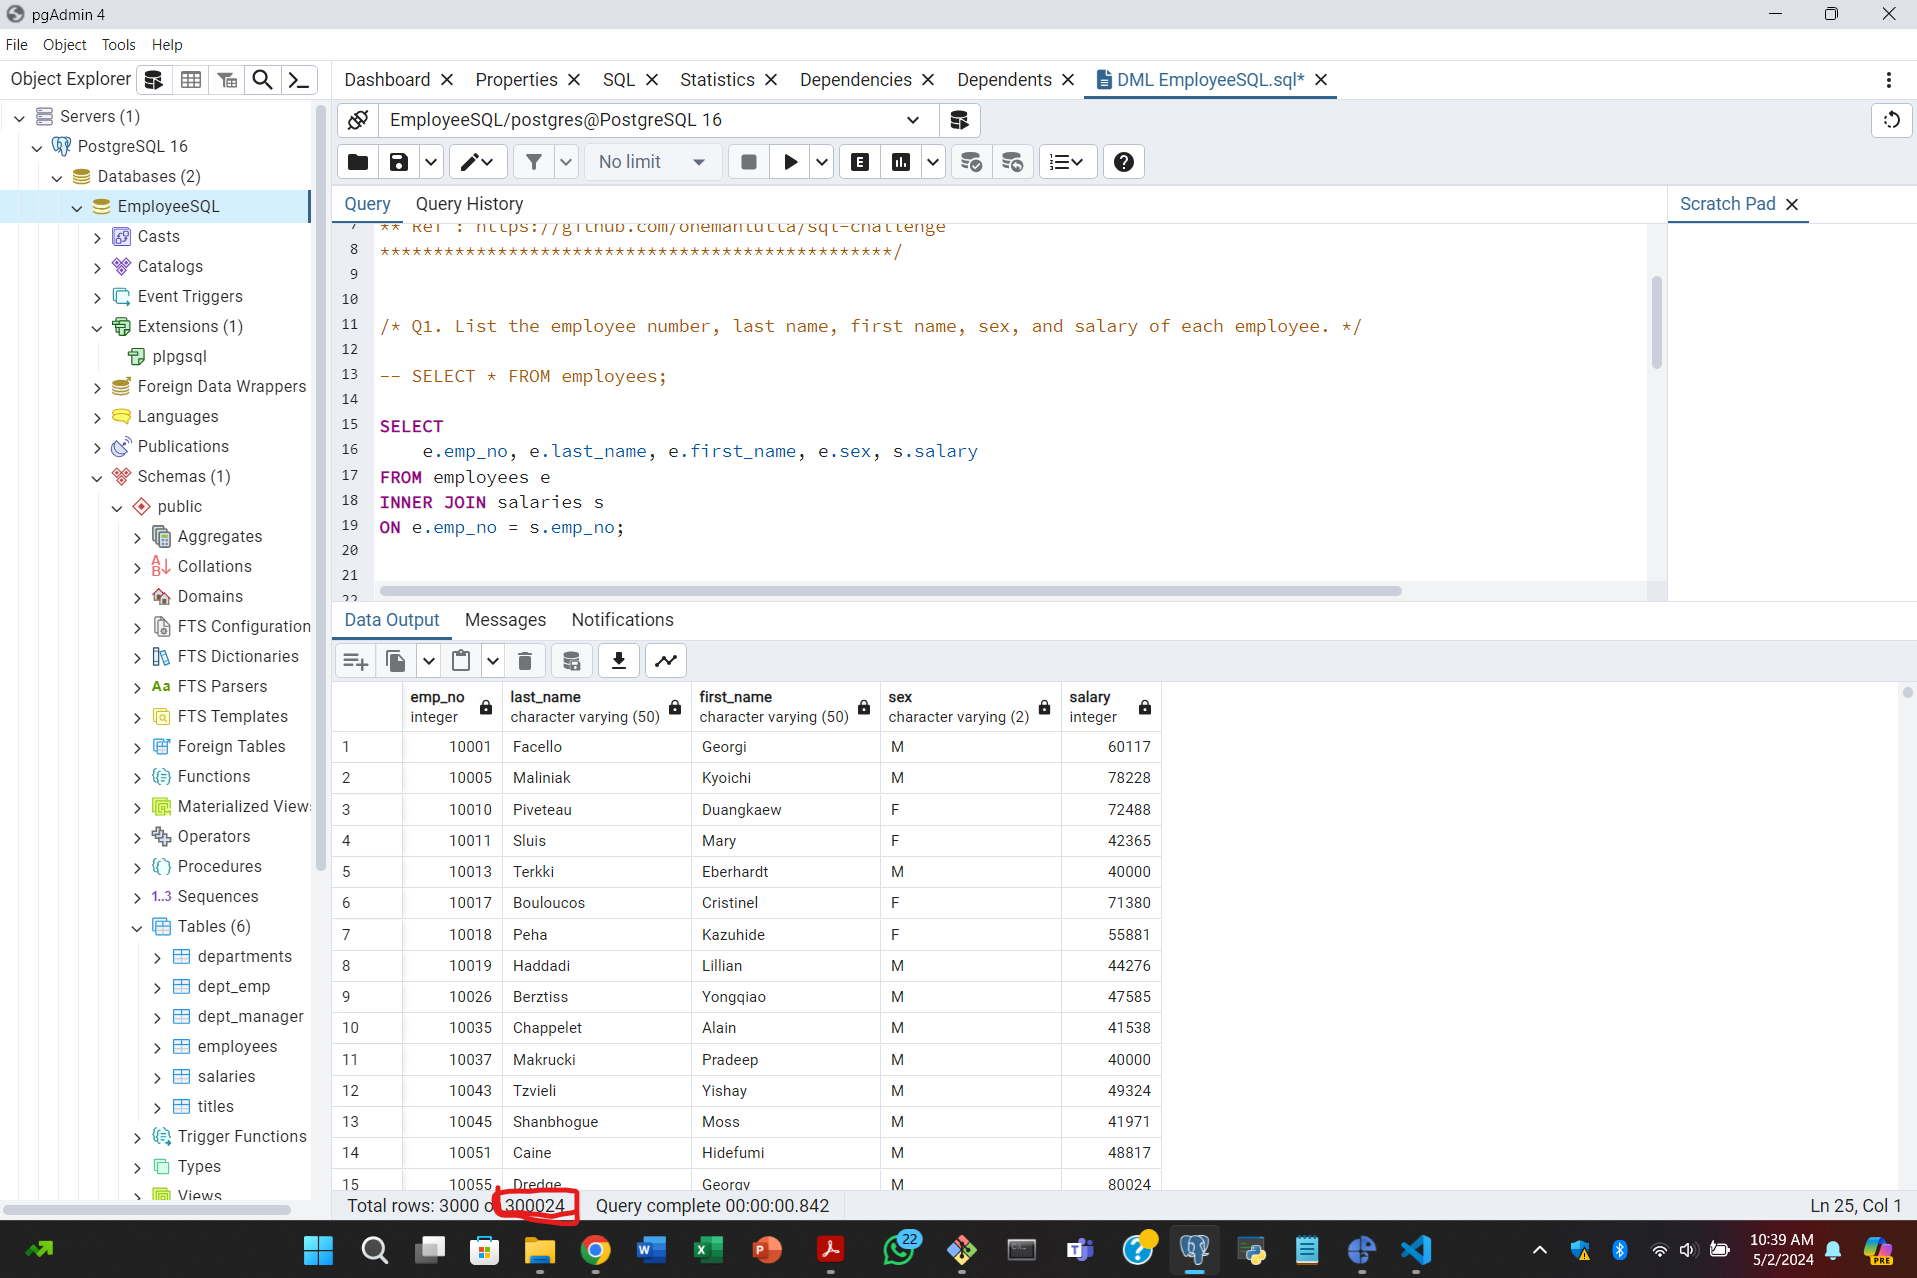 pgAdmin 4
File Object Tools Help
Object Explorer
Dashboard Properties SQL Statistics Dependencies Dependents DML EmployeeSQL.sql*
Servers (1)
PostgreSQL 16
Databases (2)
EmployeeSQL
Casts
Catalogs
Event Triggers
Extensions (1)
plpgsql
Foreign Data Wrappers
Languages
Publications
Schemas (1)
public
Aggregates
Collations
Domains
FTS Configuration
FTS Dictionaries
Aa FTS Parsers
FTS Templates
Foreign Tables
Functions
Materialized View
Operators
Procedures
1..3 Sequences
Tables (6)
departments
dept_emp
dept_manager
employees
salaries
titles
Trigger Functions
Types
Views
EmployeeSQL/postgres@PostgreSQL 16
No limit
E
Query Query History
Scratch Pad
7 ** Ref : https://github.com/onemanlulla/sql-challenge
8 ************************************************/
9
10
11 /* Q1. List the employee number, last name, first name, sex, and salary of each employee. */
12
13 -- SELECT * FROM employees;
14
15 SELECT
16 e.emp_no, e.last_name, e.first_name, e.sex, s.salary
17 FROM employees e
18 INNER JOIN salaries s
19 ON e.emp_no = s.emp_no;
20
21
22
Data Output Messages Notifications
emp_no last_name first_name sex salary
integer character varying (50) character varying (50) character varying (2) integer
1 10001 Facello Georgi M 60117
2 10005 Maliniak Kyoichi M 78228
3 10010 Piveteau Duangkaew F 72488
4 10011 Sluis Mary F 42365
5 10013 Terkki Eberhardt M 40000
6 10017 Bouloucos Cristinel F 71380
7 10018 Peha Kazuhide F 55881
8 10019 Haddadi Lillian M 44276
9 10026 Berztiss Yongqiao M 47585
10 10035 Chappelet Alain M 41538
11 10037 Makrucki Pradeep M 40000
12 10043 Tzvieli Yishay M 49324
13 10045 Shanbhogue Moss M 41971
14 10051 Caine Hidefumi M 48817
15 10055 Dredge Georgy M 80024
Total rows: 3000 of 300024 Query complete 00:00:00.842
Ln 25, Col 1
22
10:39 AM
5/2/2024
PRE